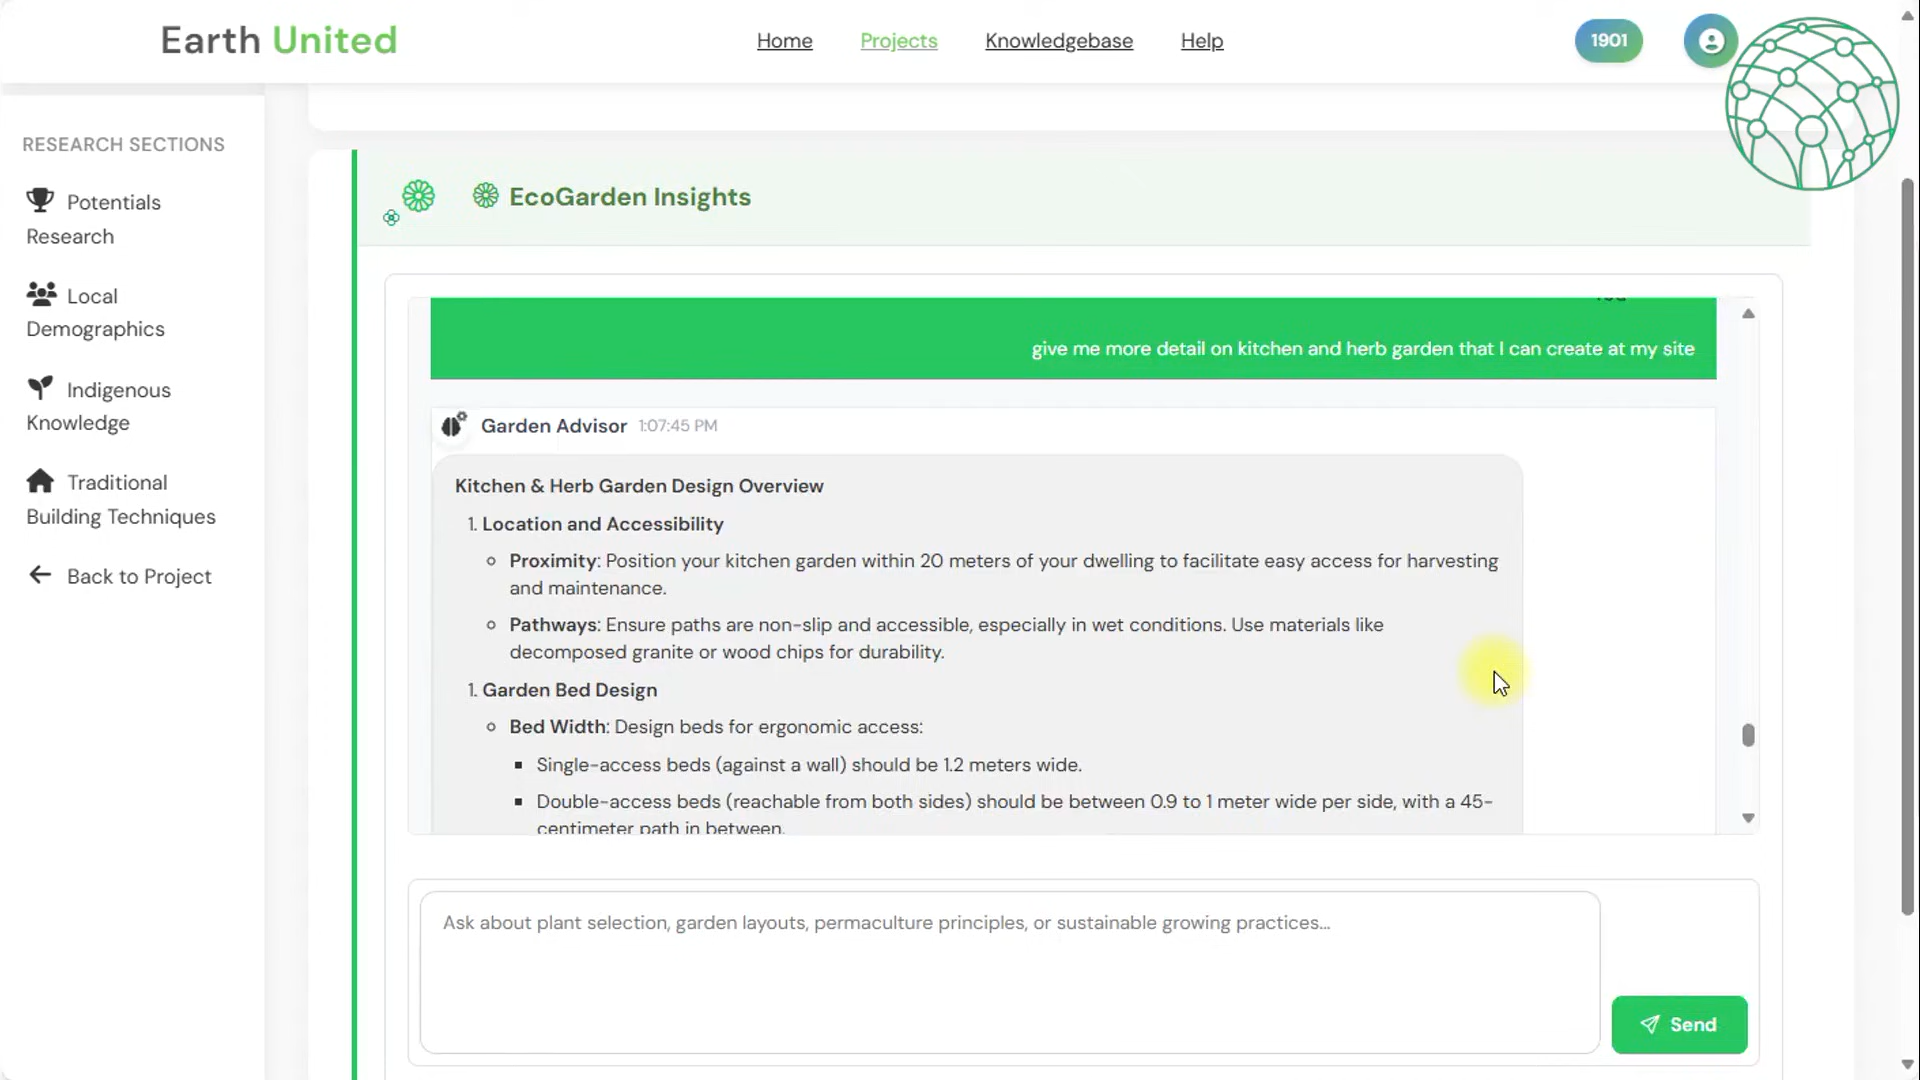 Earth United
Home
Projects
Knowledgebase
Help
1901
RESEARCH SECTIONS
Potentials
Research
Local
Demographics
Indigenous
Knowledge
Traditional
Building Techniques
Back to Project
EcoGarden Insights
give me more detail on kitchen and herb garden that I can create at my site
Garden Advisor 1:07:45 PM
Kitchen & Herb Garden Design Overview
1. Location and Accessibility
Proximity: Position your kitchen garden within 20 meters of your dwelling to facilitate easy access for harvesting
and maintenance.
Pathways: Ensure paths are non-slip and accessible, especially in wet conditions. Use materials like
decomposed granite or wood chips for durability.
1. Garden Bed Design
Bed Width: Design beds for ergonomic access:
Single-access beds (against a wall) should be 1.2 meters wide.
Double-access beds (reachable from both sides) should be between 0.9 to 1 meter wide per side, with a 45-
centimeter path in between.
Ask about plant selection, garden layouts, permaculture principles, or sustainable growing practices...
Send